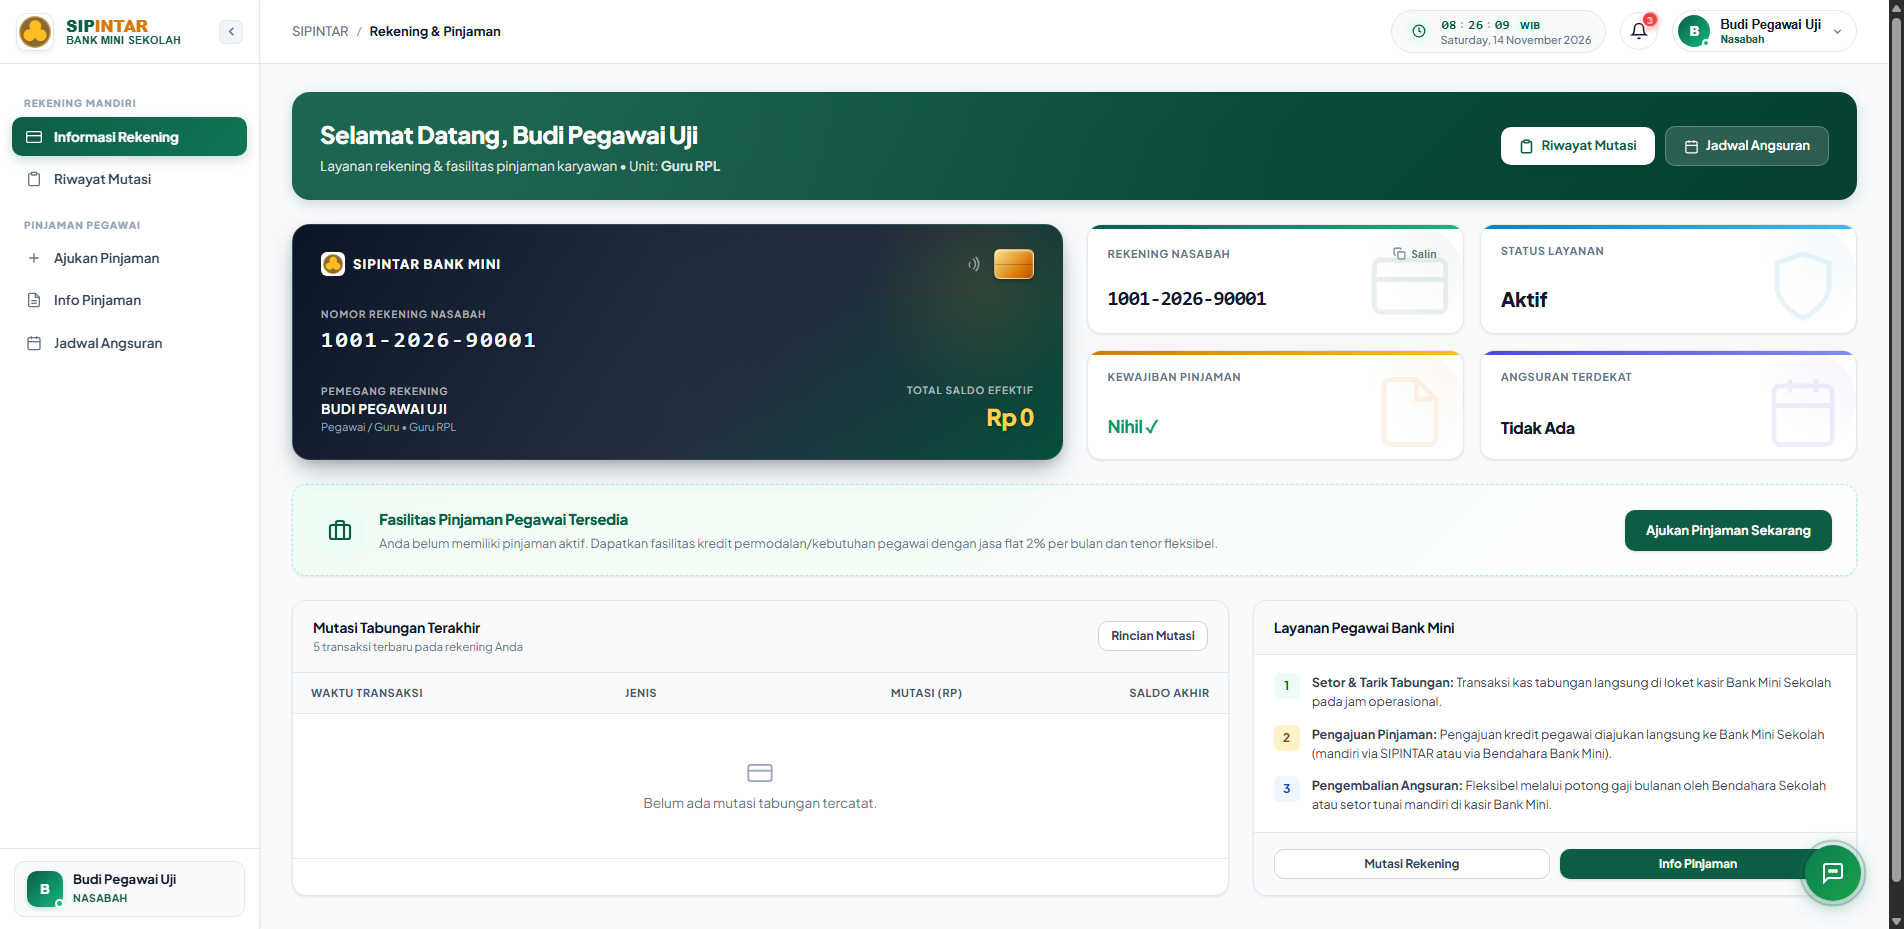 SIPINTAR
BANK MINI SEKOLAH
SIPINTAR / Rekening & Pinjaman
08 : 26 : 09 WIB
Saturday, 14 November 2026
3
B
Budi Pegawai Uji
Nasabah
REKENING MANDIRI
Informasi Rekening
Riwayat Mutasi
PINJAMAN PEGAWAI
Ajukan Pinjaman
Info Pinjaman
Jadwal Angsuran
B
Budi Pegawai Uji
NASABAH
Selamat Datang, Budi Pegawai Uji
Layanan rekening & fasilitas pinjaman karyawan • Unit: Guru RPL
Riwayat Mutasi
Jadwal Angsuran
SIPINTAR BANK MINI
NOMOR REKENING NASABAH
1001-2026-90001
PEMEGANG REKENING
BUDI PEGAWAI UJI
Pegawai / Guru • Guru RPL
TOTAL SALDO EFEKTIF
Rp 0
REKENING NASABAH
Salin
1001-2026-90001
STATUS LAYANAN
Aktif
KEWAJIBAN PINJAMAN
Nihil ✓
ANGSURAN TERDEKAT
Tidak Ada
Fasilitas Pinjaman Pegawai Tersedia
Anda belum memiliki pinjaman aktif. Dapatkan fasilitas kredit permodalan/kebutuhan pegawai dengan jasa flat 2% per bulan dan tenor fleksibel.
Ajukan Pinjaman Sekarang
Mutasi Tabungan Terakhir
5 transaksi terbaru pada rekening Anda
Rincian Mutasi
WAKTU TRANSAKSI JENIS MUTASI (RP) SALDO AKHIR
Belum ada mutasi tabungan tercatat.
Layanan Pegawai Bank Mini
1 Setor & Tarik Tabungan: Transaksi kas tabungan langsung di loket kasir Bank Mini Sekolah
pada jam operasional.
2 Pengajuan Pinjaman: Pengajuan kredit pegawai diajukan langsung ke Bank Mini Sekolah
(mandiri via SIPINTAR atau via Bendahara Bank Mini).
3 Pengembalian Angsuran: Fleksibel melalui potong gaji bulanan oleh Bendahara Sekolah
atau setor tunai mandiri di kasir Bank Mini.
Mutasi Rekening
Info Pinjaman